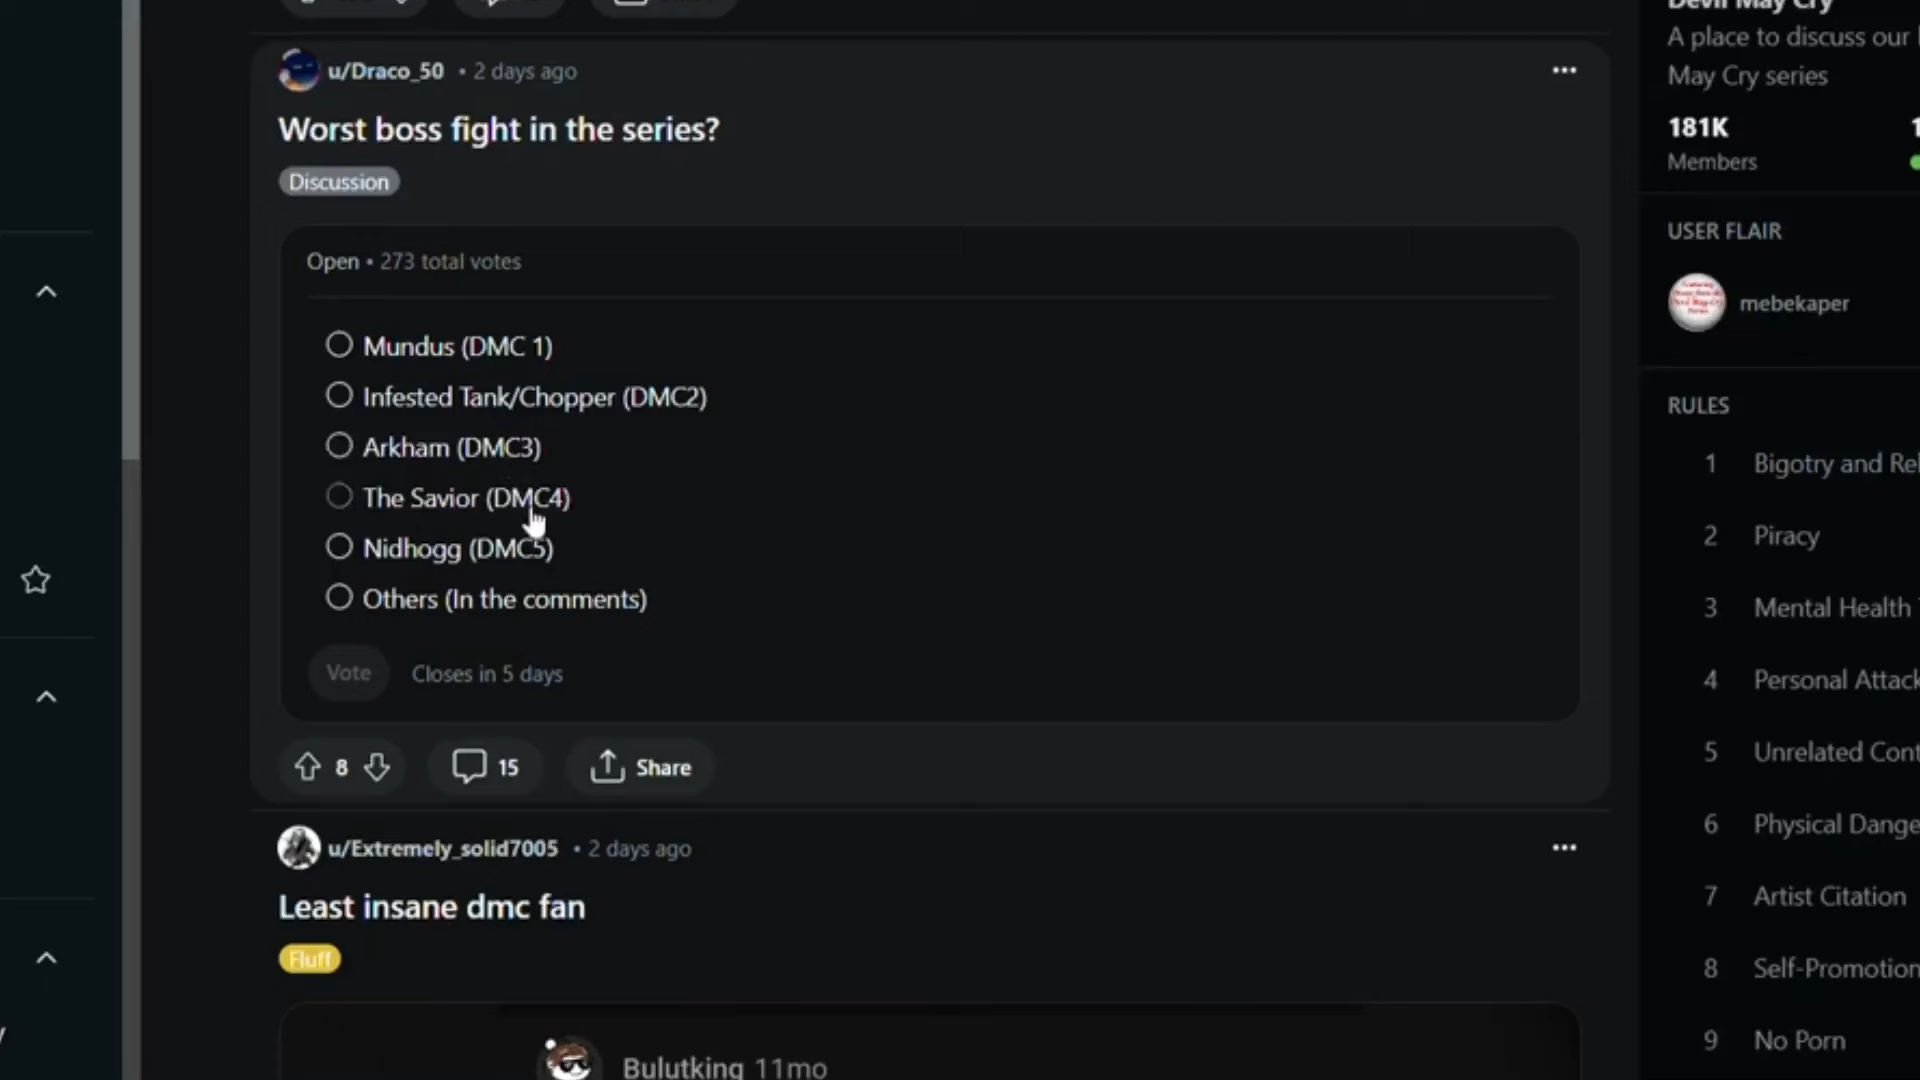 u/Draco_50 • 2 days ago
Worst boss fight in the series?
Discussion
Open • 273 total votes
Mundus (DMC 1)
Infested Tank/Chopper (DMC2)
Arkham (DMC3)
The Savior (DMC4)
Nidhogg (DMC5)
Others (In the comments)
Vote Closes in 5 days
8 15 Share
u/Extremely_solid7005 • 2 days ago
Least insane dmc fan
Fluff
Bulutking 11mo
Devil May Cry
A place to discuss our
May Cry series
181K
Members
USER FLAIR
mebekaper
RULES
1 Bigotry and Rel
2 Piracy
3 Mental Health
4 Personal Attack
5 Unrelated Cont
6 Physical Dange
7 Artist Citation
8 Self-Promotion
9 No Porn